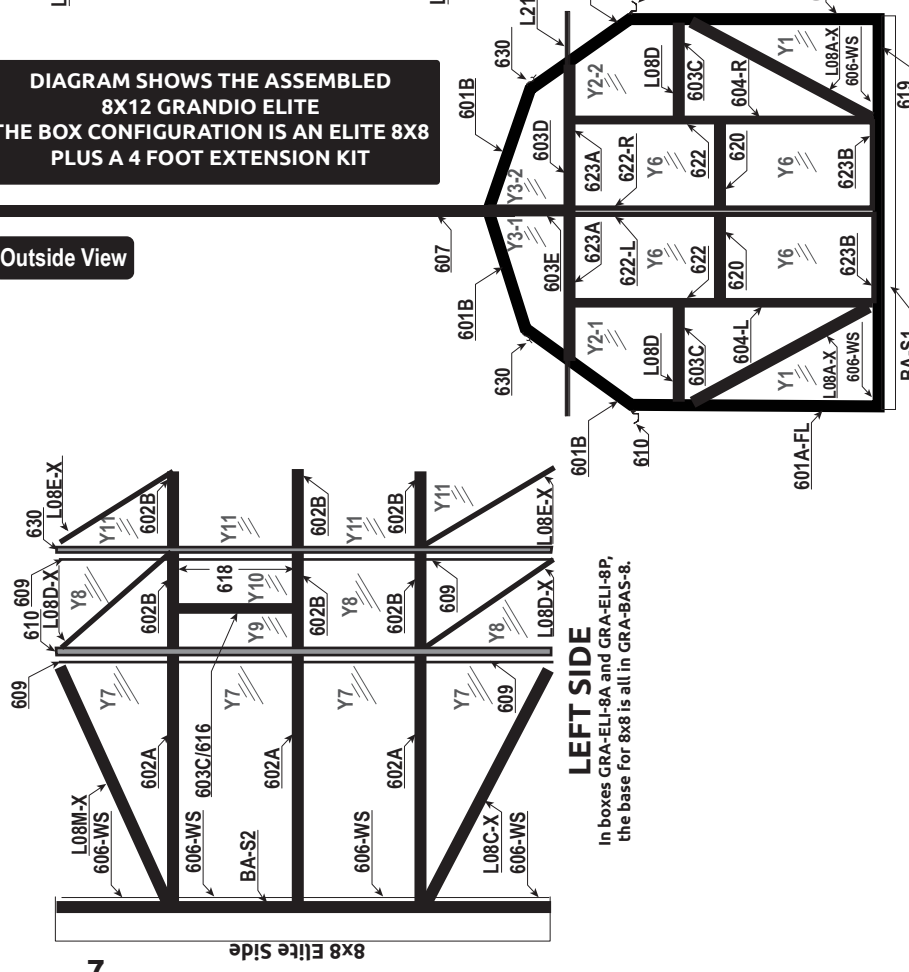 DIAGRAM SHOWS THE ASSEMBLED
8X12 GRANDIO ELITE
THE BOX CONFIGURATION IS AN ELITE 8X8
PLUS A 4 FOOT EXTENSION KIT
Outside View
607
601B
630
601B
630
601B
610
601A-FL
L21
603D
603E
Y3-1
Y3-2
Y2-1
Y2-2
623A
623A
622-L
622-R
Y6
Y6
622
622
620
620
Y6
Y6
623B
623B
L08D
L08D
603C
603C
604-L
604-R
Y1
Y1
L08A-X
L08A-X
606-WS
606-WS
619
BA-S1
609
610
609
630
L08D-X
L08E-X
Y8
Y11
602B
602B
Y7
Y7
Y7
Y7
Y9
Y10
618
Y11
602B
602B
Y8
Y11
602B
602B
609
609
Y8
Y11
L08D-X
L08E-X
L08M-X
606-WS
602A
606-WS
603C/616
602A
BA-S2
602A
606-WS
L08C-X
606-WS
8x8 Elite Side
LEFT SIDE
In boxes GRA-ELI-8A and GRA-ELI-8P,
the base for 8x8 is all in GRA-BAS-8.